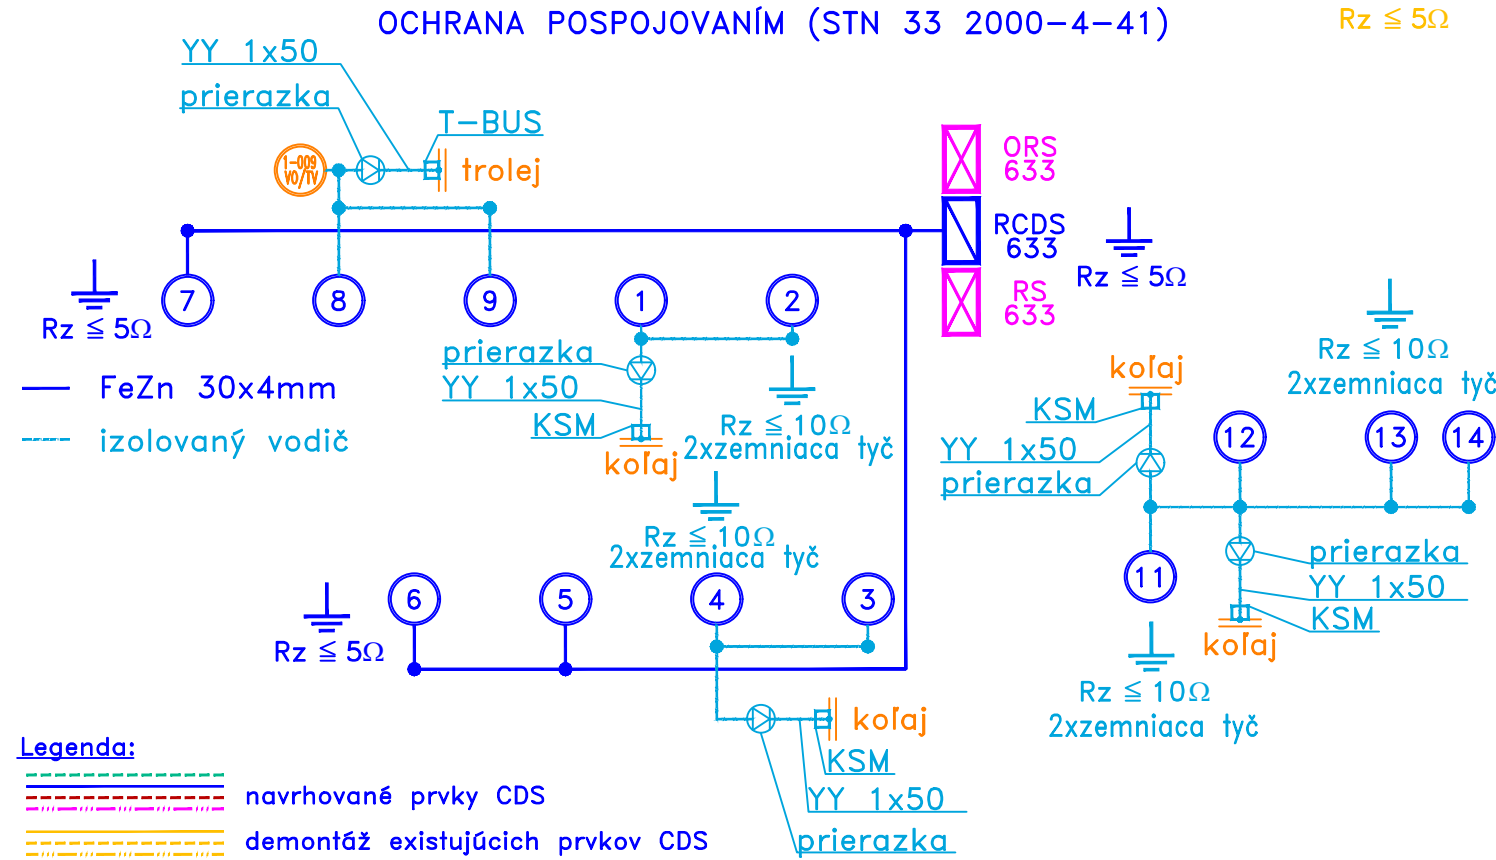 OCHRANA POSPOJOVANÍM (STN 33 2000-4-41)
Rz ≦ 5Ω
YY 1x50
prierazka
T-BUS
1-009
VO/TV
trolej
ORS
633
RCDS
633
RS
633
Rz ≦ 5Ω
7
8
9
1
2
Rz ≦ 5Ω
FeZn 30x4mm
izolovaný vodič
prierazka
YY 1x50
KSM
koľaj
Rz ≦ 10Ω
2xzemniaca tyč
Rz ≦ 10Ω
2xzemniaca tyč
koľaj
KSM
YY 1x50
prierazka
12
13
14
11
Rz ≦ 10Ω
2xzemniaca tyč
prierazka
YY 1x50
KSM
koľaj
Rz ≦ 10Ω
2xzemniaca tyč
Rz ≦ 5Ω
6
5
4
3
koľaj
KSM
YY 1x50
prierazka
Legenda:
navrhované prvky CDS
demontáž existujúcich prvkov CDS